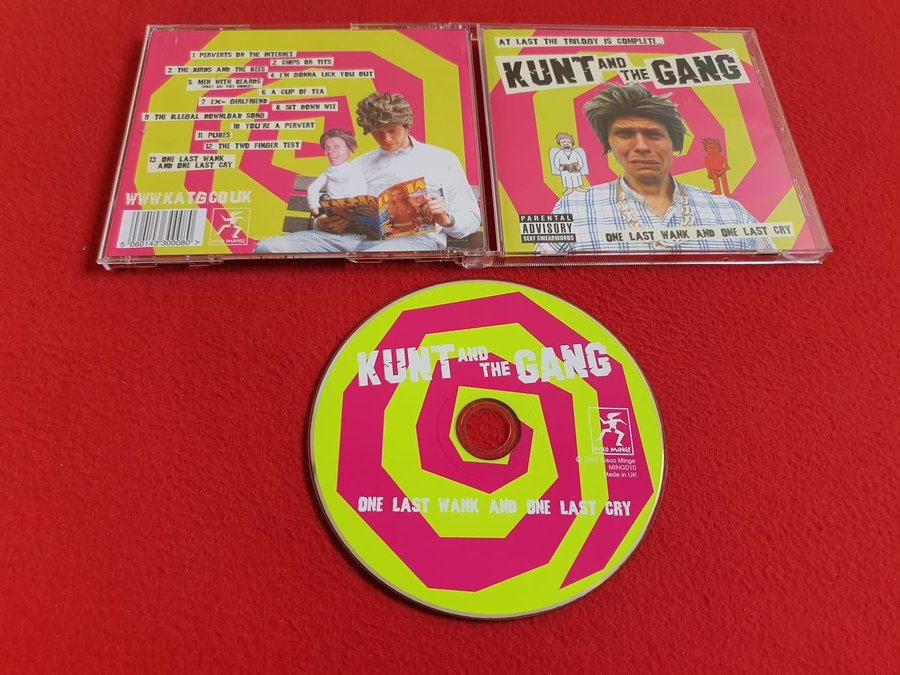 1. PERVERTS ON THE INTERNET
2. CHIPS OR TITS
3. THE BIRDS AND THE BEES
4. I'M GONNA LICK YOU OUT
5. MEN WITH BEARDS
6. A CUP OF TEA
7. EX- GIRLFRIEND
8. SIT DOWN WEE
9. THE ILLEGAL DOWNLOAD SONG
10. YOU'RE A PERVERT
11. PUBES
12. THE TWO FINGER TEST
13. ONE LAST WANK
AND ONE LAST CRY
WWW.KATG.CO.UK
5 060143 300080 >
DISCO MINGE
MING010
AT LAST THE TRILOGY IS COMPLETE...
KUNT AND THE GANG
PARENTAL
ADVISORY
SEXY SWEARWORDS
ONE LAST WANK AND ONE LAST CRY
KUNT AND THE GANG
DISCO MINGE
Disco Minge
MING010
Made in UK
ONE LAST WANK AND ONE LAST CRY